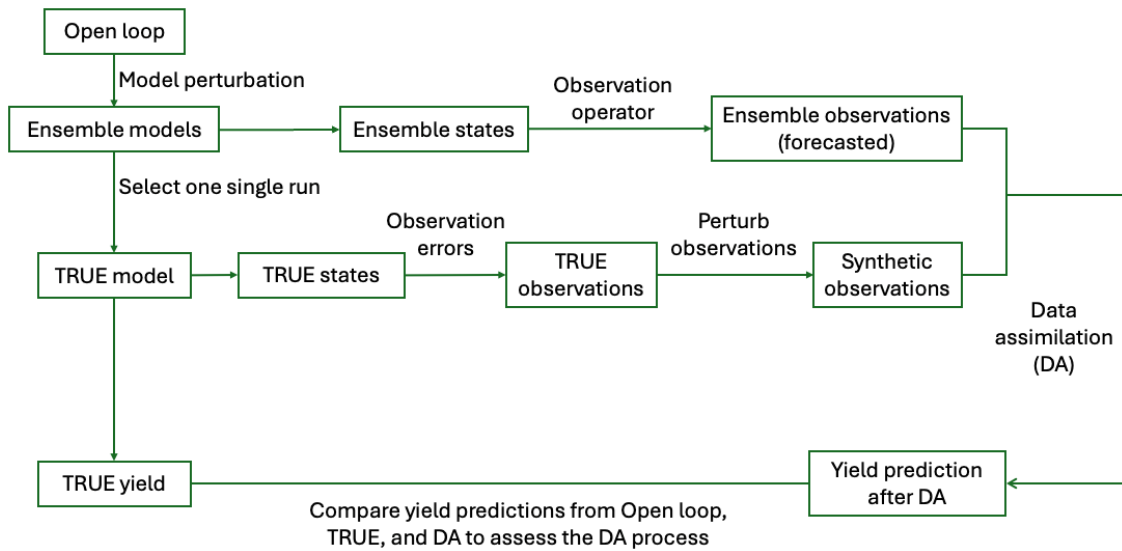 Open loop
Model perturbation
Observation
operator
Ensemble models
Ensemble states
Ensemble observations
(forecasted)
Select one single run
Observation
errors
Perturb
observations
TRUE model
TRUE states
TRUE
observations
Synthetic
observations
Data
assimilation
(DA)
TRUE yield
Yield prediction
after DA
Compare yield predictions from Open loop,
TRUE, and DA to assess the DA process